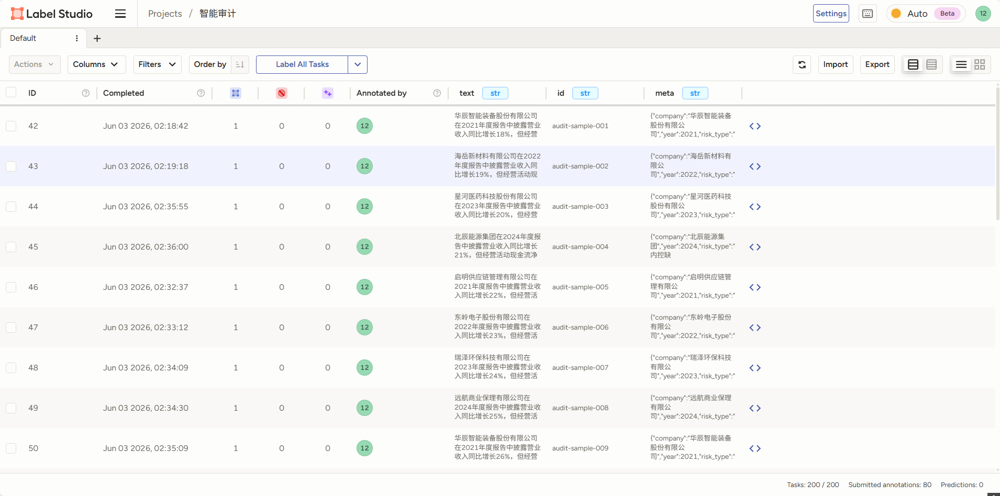 Label Studio
Projects / 智能审计
Settings
Auto Beta
12
Default
Actions
Columns
Filters
Order by
Label All Tasks
Import
Export
ID
Completed
Annotated by
text str
id str
meta str
42
Jun 03 2026, 02:18:42
1
0
0
12
华辰智能装备股份有限公司
在2021年度报告中披露营业
收入同比增长18%，但经营
audit-sample-001
{"company":"华辰智能装备
股份有限公
司","year":2021,"risk_type":"
43
Jun 03 2026, 02:19:18
1
0
0
12
海岳新材料有限公司在2022
年度报告中披露营业收入同
比增长19%，但经营活动现
audit-sample-002
{"company":"海岳新材料有
限公
司","year":2022,"risk_type":"
44
Jun 03 2026, 02:35:55
1
0
0
12
星河医药科技股份有限公司
在2023年度报告中披露营业
收入同比增长20%，但经营
audit-sample-003
{"company":"星河医药科技
股份有限公
司","year":2023,"risk_type":"
45
Jun 03 2026, 02:36:00
1
0
0
12
北辰能源集团在2024年度报
告中披露营业收入同比增长
21%，但经营活动现金流净
audit-sample-004
{"company":"北辰能源集
团","year":2024,"risk_type":"
内控缺
46
Jun 03 2026, 02:32:37
1
0
0
12
启明供应链管理有限公司在
2021年度报告中披露营业收
入同比增长22%，但经营活
audit-sample-005
{"company":"启明供应链管
理有限公
司","year":2021,"risk_type":"
47
Jun 03 2026, 02:33:12
1
0
0
12
东岭电子股份有限公司在
2022年度报告中披露营业收
入同比增长23%，但经营活
audit-sample-006
{"company":"东岭电子股份
有限公
司","year":2022,"risk_type":"
48
Jun 03 2026, 02:34:09
1
0
0
12
瑞泽环保科技有限公司在
2023年度报告中披露营业收
入同比增长24%，但经营活
audit-sample-007
{"company":"瑞泽环保科技
有限公
司","year":2023,"risk_type":"
49
Jun 03 2026, 02:34:30
1
0
0
12
远航商业保理有限公司在
2024年度报告中披露营业收
入同比增长25%，但经营活
audit-sample-008
{"company":"远航商业保理
有限公
司","year":2024,"risk_type":"
50
Jun 03 2026, 02:35:09
1
0
0
12
华辰智能装备股份有限公司
在2021年度报告中披露营业
收入同比增长26%，但经营
audit-sample-009
{"company":"华辰智能装备
股份有限公
司","year":2021,"risk_type":"
Tasks: 200 / 200 Submitted annotations: 80 Predictions: 0